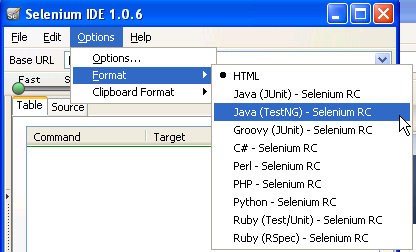 Selenium IDE 1.0.6
File Edit Options Help
Base URL
Options...
Format
Clipboard Format
Fast
Table Source
Command Target
HTML
Java (JUnit) - Selenium RC
Java (TestNG) - Selenium RC
Groovy (JUnit) - Selenium RC
C# - Selenium RC
Perl - Selenium RC
PHP - Selenium RC
Python - Selenium RC
Ruby (Test/Unit) - Selenium RC
Ruby (RSpec) - Selenium RC